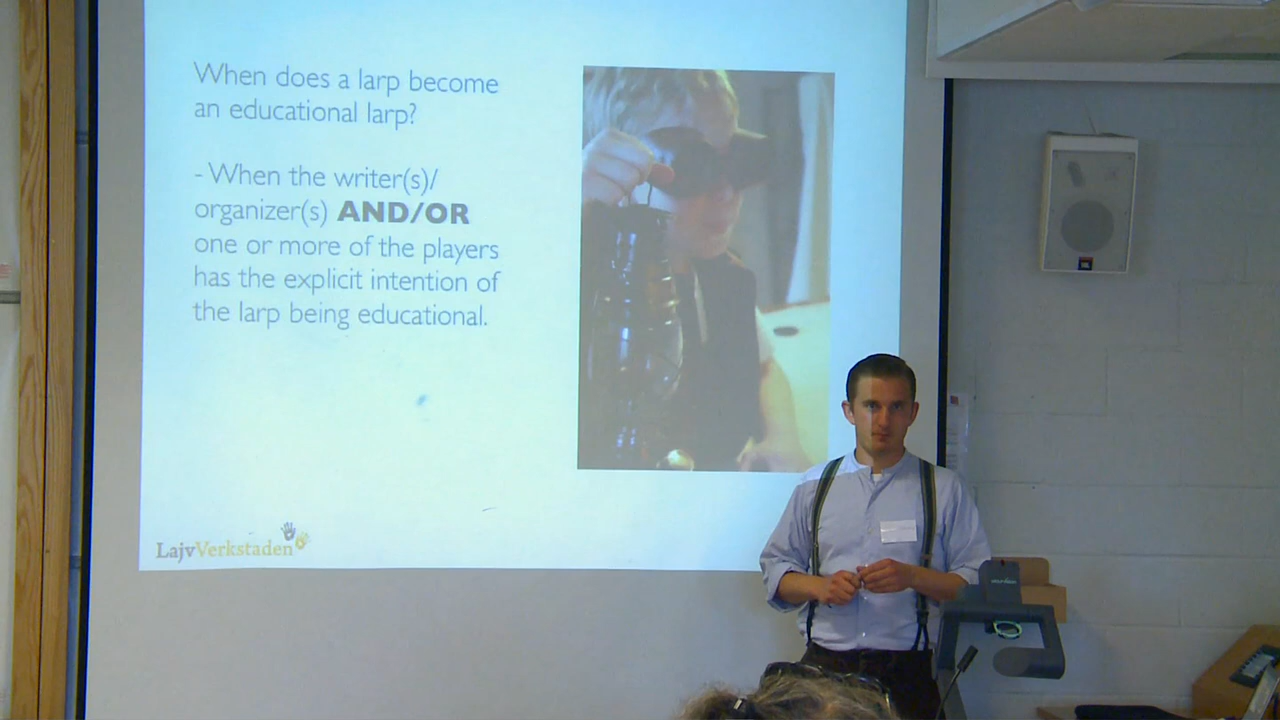 When does a larp become
an educational larp?
- When the writer(s)/
organizer(s) AND/OR
one or more of the players
has the explicit intention of
the larp being educational.
LajvVerkstaden
JBL